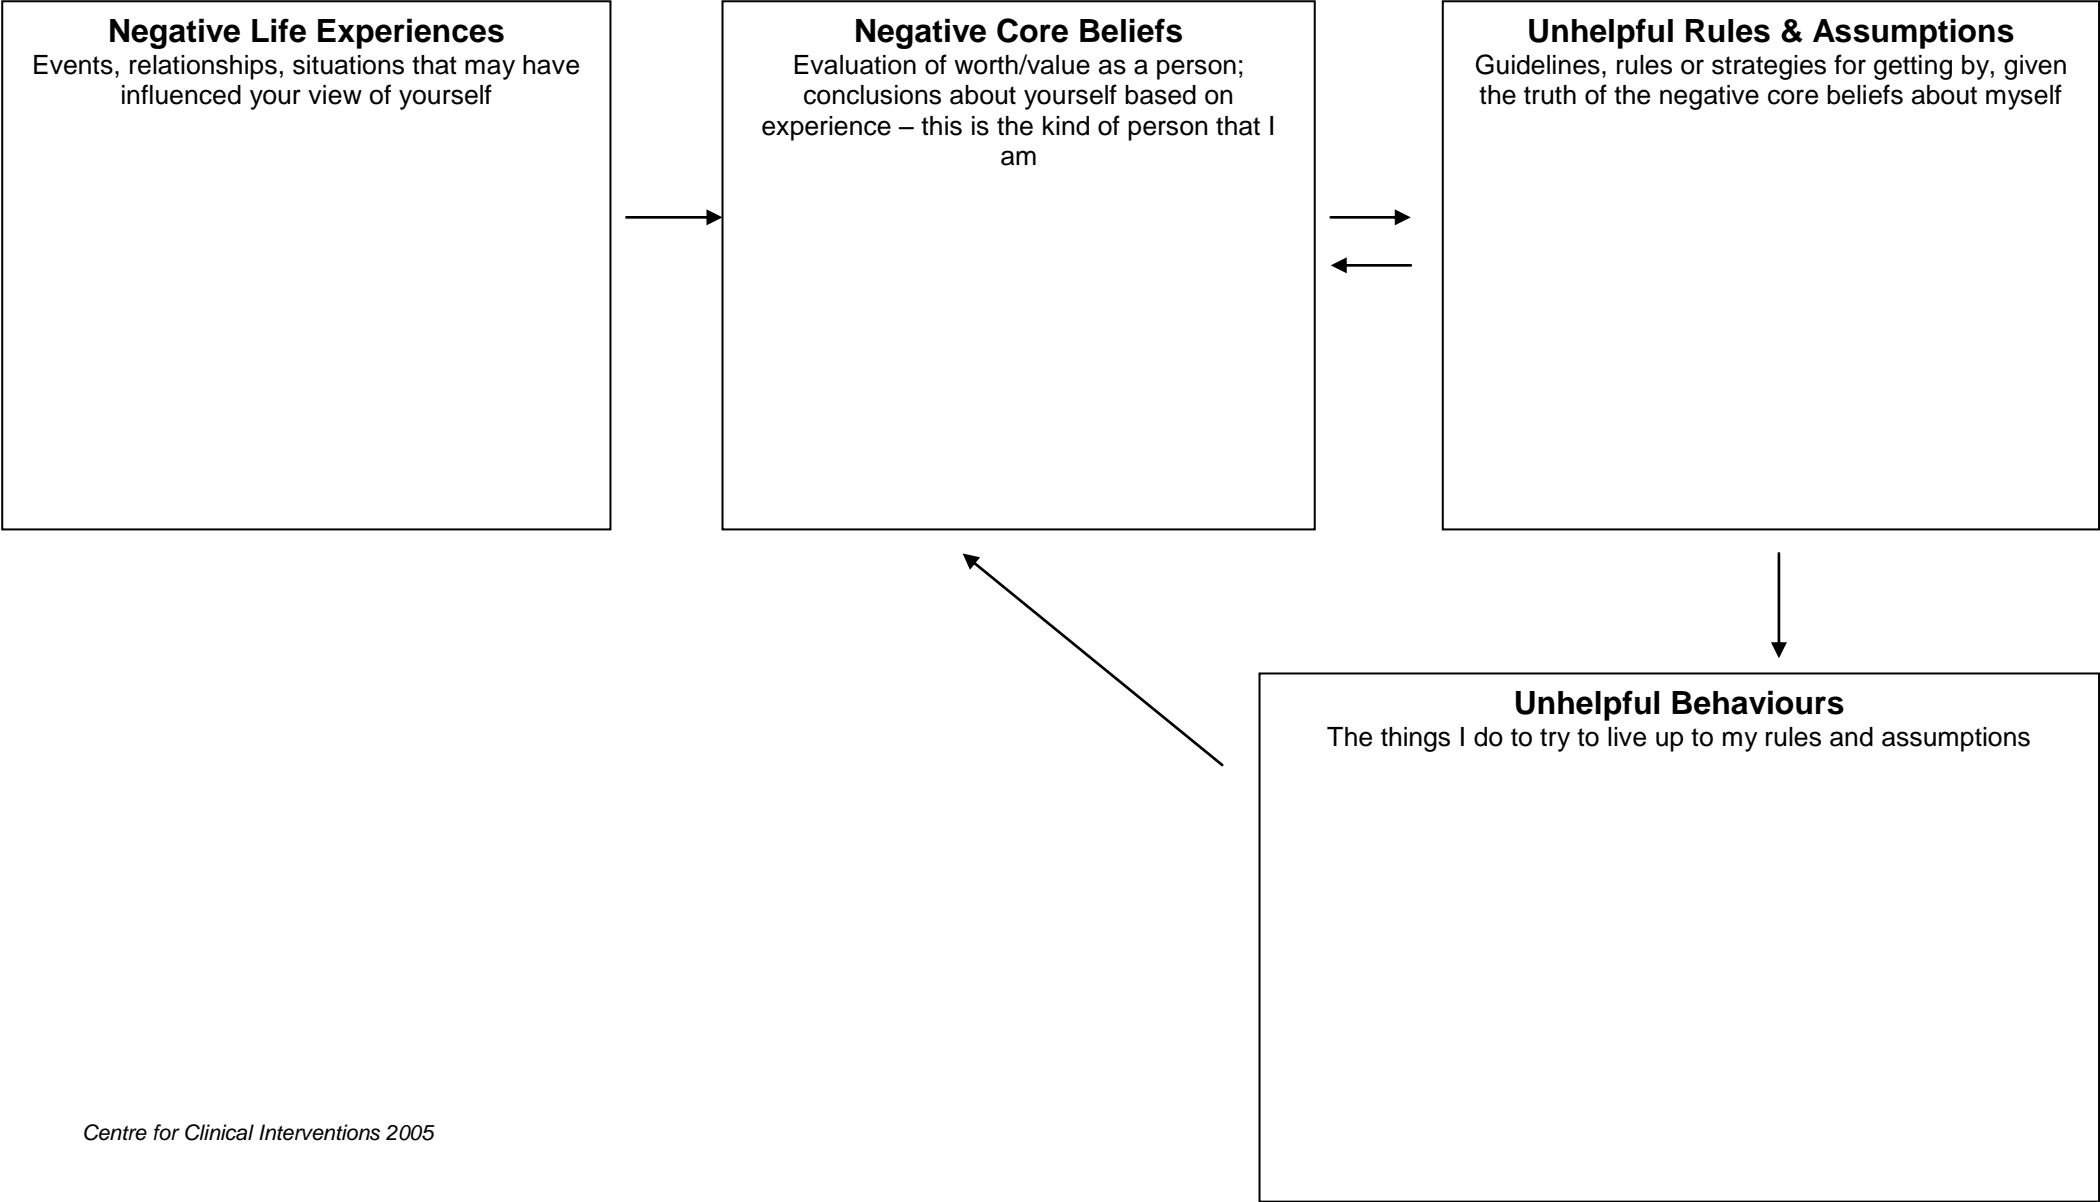 Negative Life Experiences
Events, relationships, situations that may have
influenced your view of yourself
Negative Core Beliefs
Evaluation of worth/value as a person;
conclusions about yourself based on
experience – this is the kind of person that I
am
Unhelpful Rules & Assumptions
Guidelines, rules or strategies for getting by, given
the truth of the negative core beliefs about myself
Unhelpful Behaviours
The things I do to try to live up to my rules and assumptions
Centre for Clinical Interventions 2005